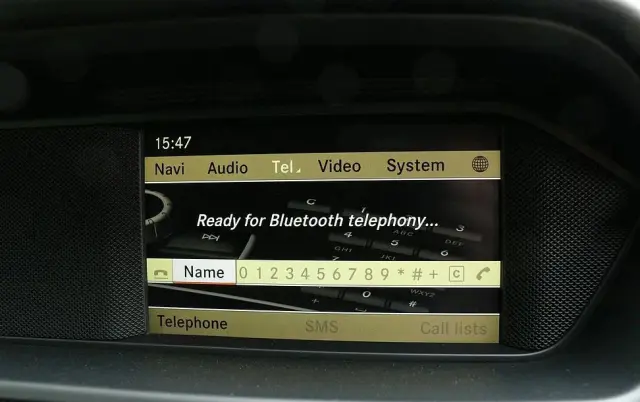 15:47
Navi Audio Tel. Video System
Ready for Bluetooth telephony...
Name 0 1 2 3 4 5 6 7 8 9 * # + C
Telephone SMS Call lists